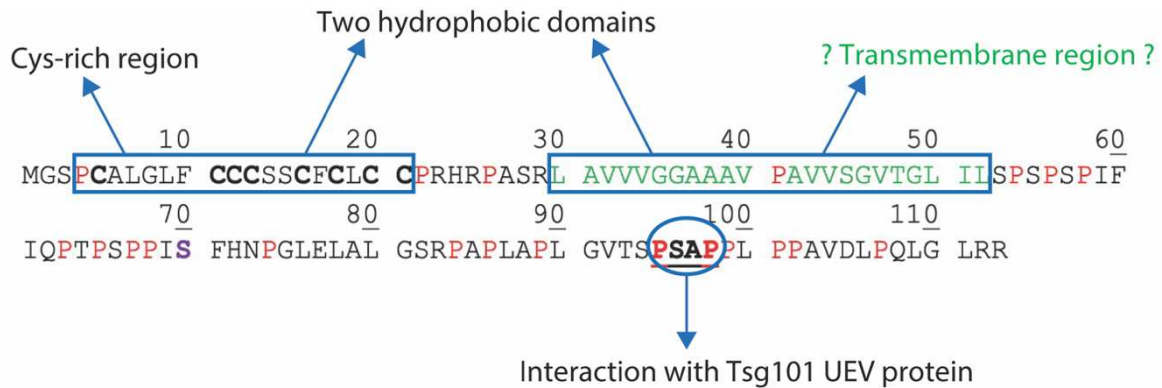 Two hydrophobic domains
Cys-rich region
? Transmembrane region ?
10 20 30 40 50 60
MGSPCALGLF CCCSSCFCLC CPRHRPASRL AVVVGGAAAV PAVVSGVTGL ILSPSPSPIF
70 80 90 100 110
IQPTPSPPIS FHNPGLELAL GSRPAPLAPL GVTSPSAPPL PPAVDLPQLG LRR
Interaction with Tsg101 UEV protein